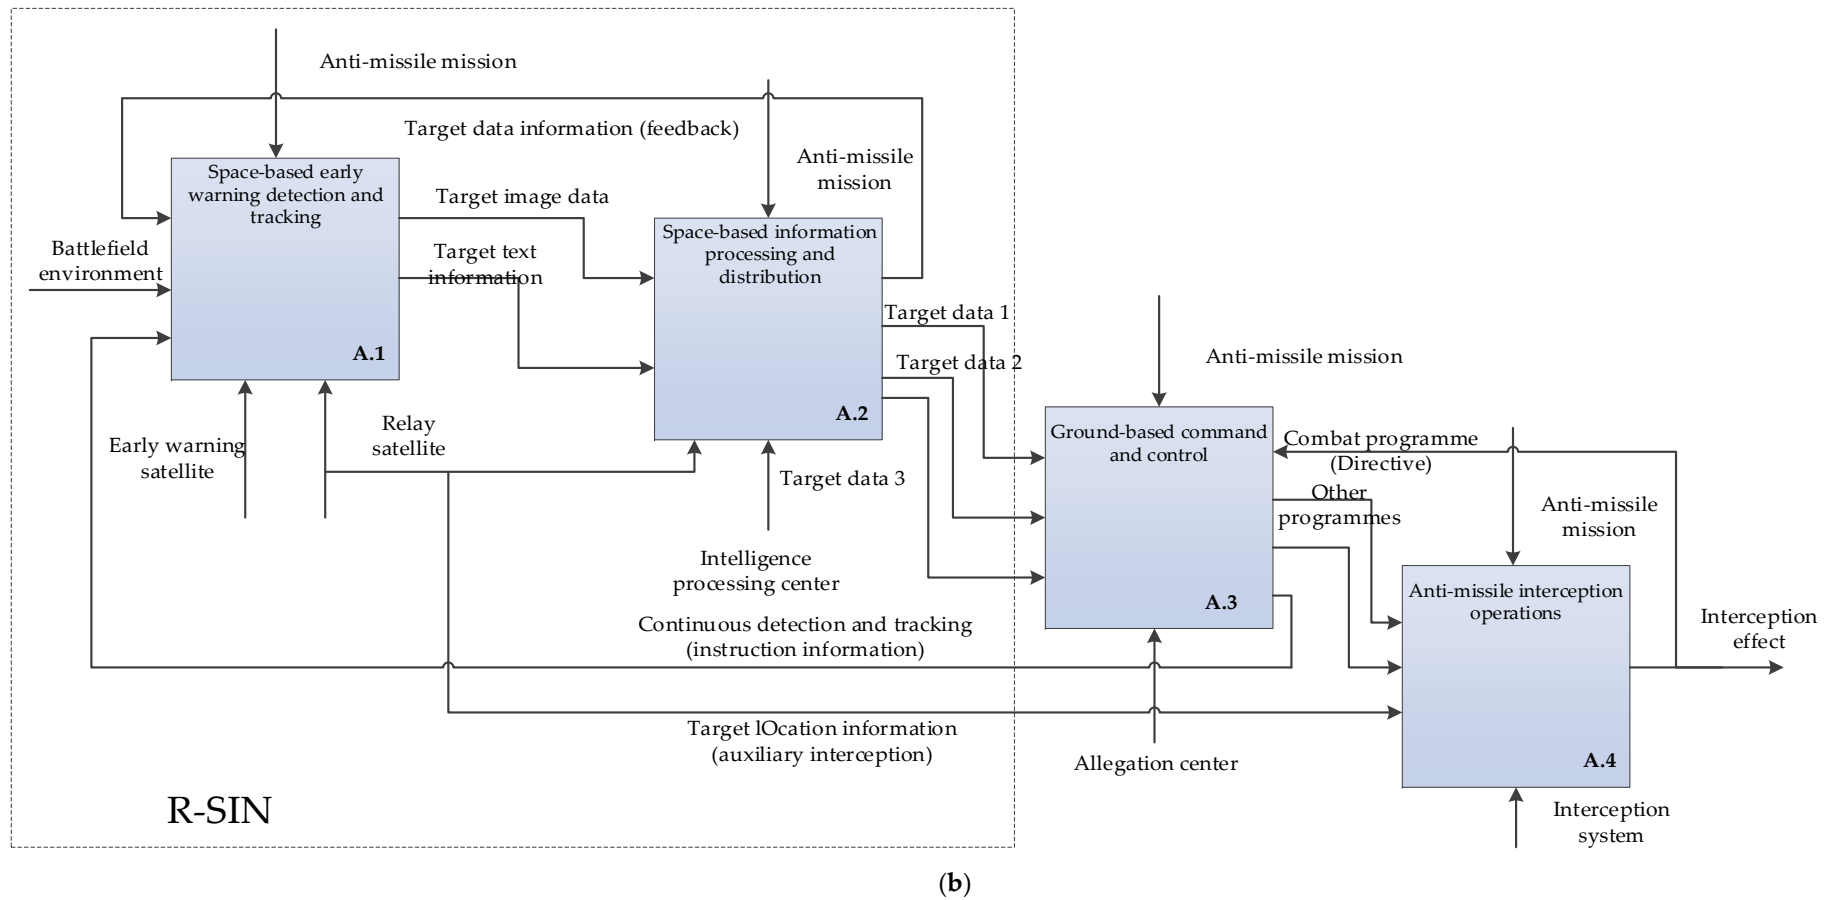 Anti-missile mission
Target data information (feedback)
Anti-missile
mission
Space-based early
warning detection and
tracking
A.1
Target image data
Target text
information
Battlefield
environment
Space-based information
processing and
distribution
A.2
Target data 1
Target data 2
Anti-missile mission
Early warning
satellite
Relay
satellite
Target data 3
Intelligence
processing center
Ground-based command
and control
A.3
Combat programme
(Directive)
Other
programmes
Anti-missile
mission
Continuous detection and tracking
(instruction information)
Anti-missile interception
operations
A.4
Interception
effect
Target lOcation information
(auxiliary interception)
Allegation center
Interception
system
R-SIN
(b)